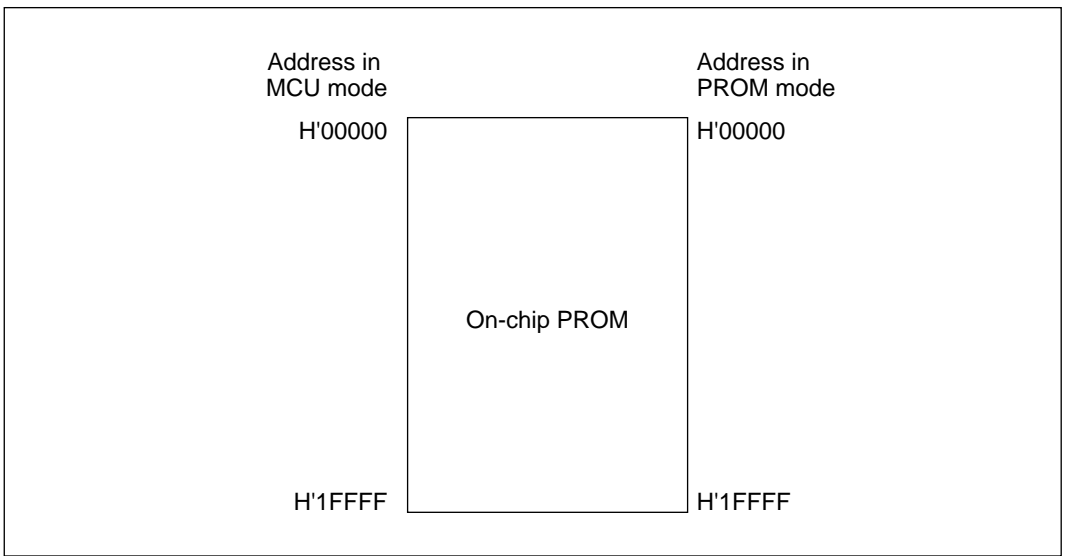 Address in
MCU mode
Address in
PROM mode
H'00000
H'00000
On-chip PROM
H'1FFFF
H'1FFFF